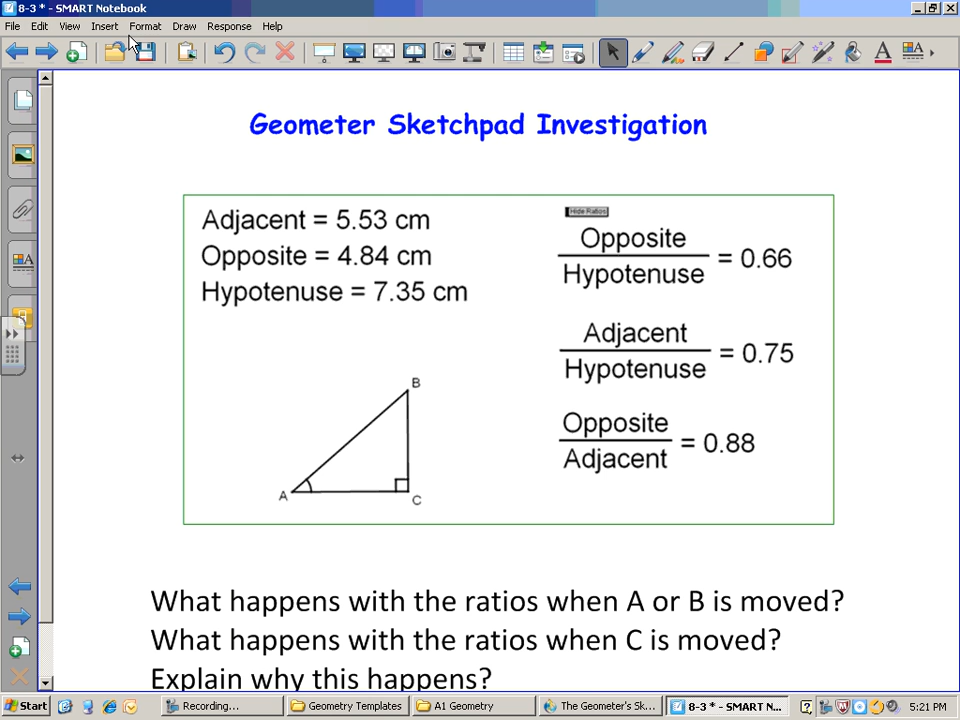 8-3 * - SMART Notebook
File Edit View Insert Format Draw Response Help
Geometer Sketchpad Investigation
Adjacent = 5.53 cm
Opposite = 4.84 cm
Hypotenuse = 7.35 cm
Hide Ratios
Opposite
Hypotenuse
= 0.66
Adjacent
Hypotenuse
= 0.75
Opposite
Adjacent
= 0.88
B
A
C
What happens with the ratios when A or B is moved?
What happens with the ratios when C is moved?
Explain why this happens?
Start Recording... Geometry Templates A1 Geometry The Geometer's Sk... 8-3 * - SMART N... 5:21 PM